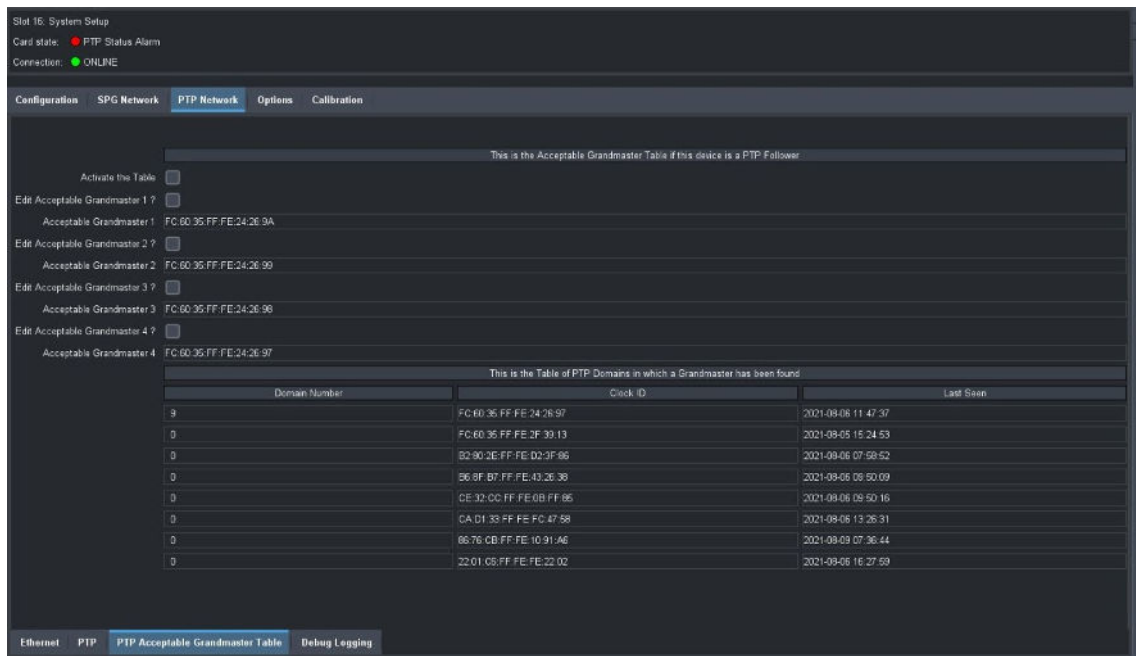 Slot 16: System Setup
Card state: PTP Status Alarm
Connection: ONLINE
Configuration SPG Network PTP Network Options Calibration
This is the Acceptable Grandmaster Table if this device is a PTP Follower
Activate the Table
Edit Acceptable Grandmaster 1 ?
Acceptable Grandmaster 1 FC:60:35:FF:FE:24:26:9A
Edit Acceptable Grandmaster 2 ?
Acceptable Grandmaster 2 FC:60:35:FF:FE:24:26:99
Edit Acceptable Grandmaster 3 ?
Acceptable Grandmaster 3 FC:60:35:FF:FE:24:26:98
Edit Acceptable Grandmaster 4 ?
Acceptable Grandmaster 4 FC:60:35:FF:FE:24:26:97
This is the Table of PTP Domains in which a Grandmaster has been found
Domain Number Clock ID Last Seen
9 FC:60:35:FF:FE:24:26:97 2021-08-06 11:47:37
0 FC:60:35:FF:FE:2F:39:13 2021-08-05 15:24:53
0 B2:80:2E:FF:FE:D2:3F:86 2021-08-06 07:58:52
0 B6:8F:B7:FF:FE:43:26:38 2021-08-06 09:50:09
0 CE:32:CC:FF:FE:0B:FF:85 2021-08-06 09:50:16
0 CA:D1:33:FF:FE:FC:47:58 2021-08-06 13:26:31
0 86:76:CB:FF:FE:10:91:A6 2021-08-09 07:36:44
0 22:01:C5:FF:FE:FE:22:02 2021-08-06 16:27:59
Ethernet PTP PTP Acceptable Grandmaster Table Debug Logging